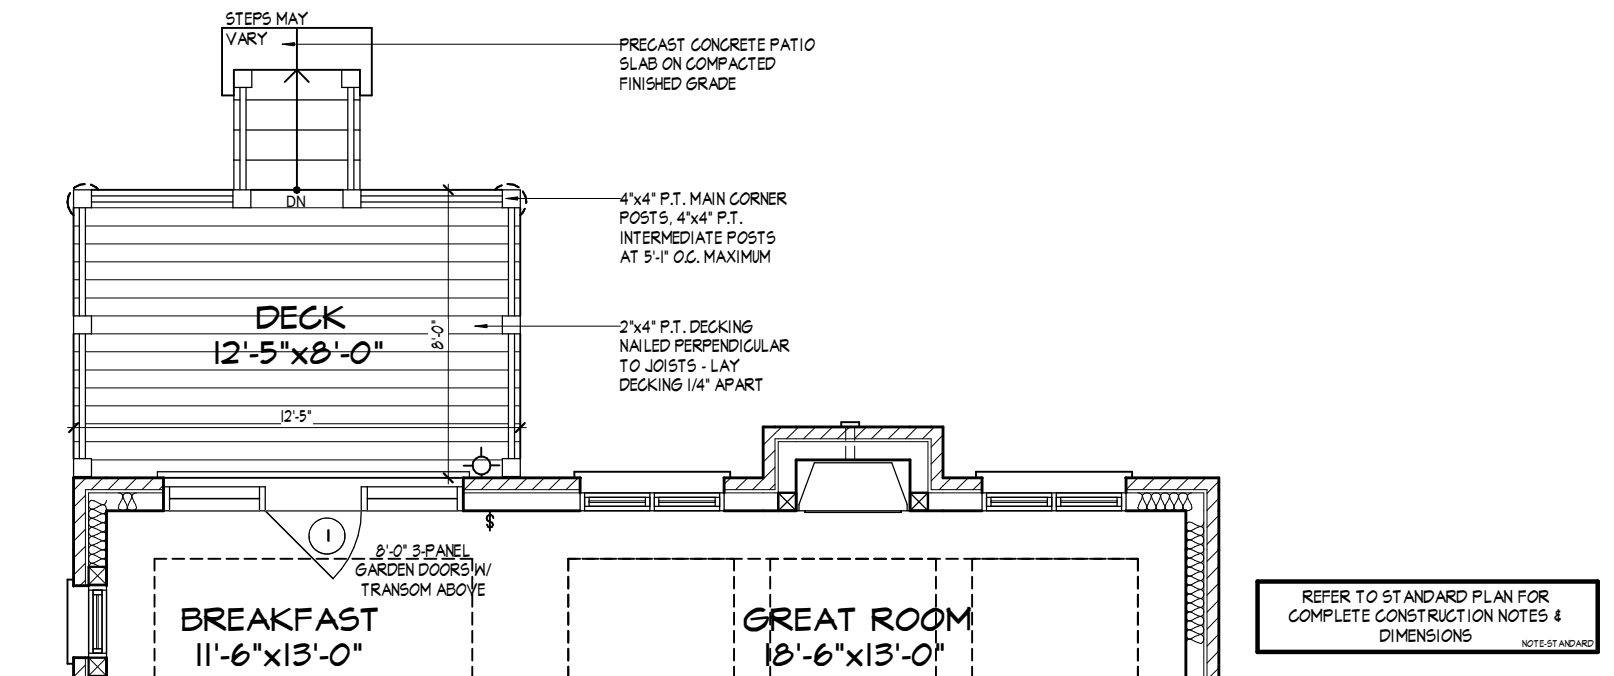 STEPS MAY
VARY
PRECAST CONCRETE PATIO
SLAB ON COMPACTED
FINISHED GRADE
DN
4"x4" P.T. MAIN CORNER
POSTS, 4"x4" P.T.
INTERMEDIATE POSTS
AT 5'-1" O.C. MAXIMUM
DECK
12'-5"x8'-0"
8'-0"
2"x4" P.T. DECKING
NAILED PERPENDICULAR
TO JOISTS - LAY
DECKING 1/4" APART
12'-5"
$
1
8'-0" 3-PANEL
GARDEN DOORS W/
TRANSOM ABOVE
BREAKFAST
11'-6"x13'-0"
GREAT ROOM
18'-6"x13'-0"
REFER TO STANDARD PLAN FOR
COMPLETE CONSTRUCTION NOTES &
DIMENSIONS
NOTE-STANDARD